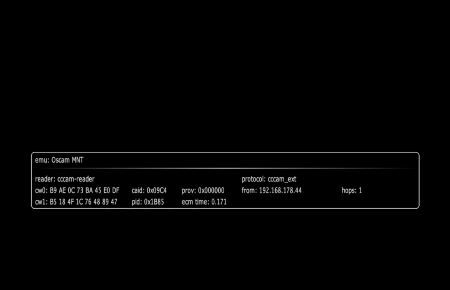 emu: Oscam MNT
reader: cccam-reader protocol: cccam_ext
cw0: B9 AE 0C 73 BA 45 E0 DF caid: 0x09C4 prov: 0x000000 from: 192.168.178.44 hops: 1
cw1: B5 18 4F 1C 76 48 89 47 pid: 0x1B85 ecm time: 0.171